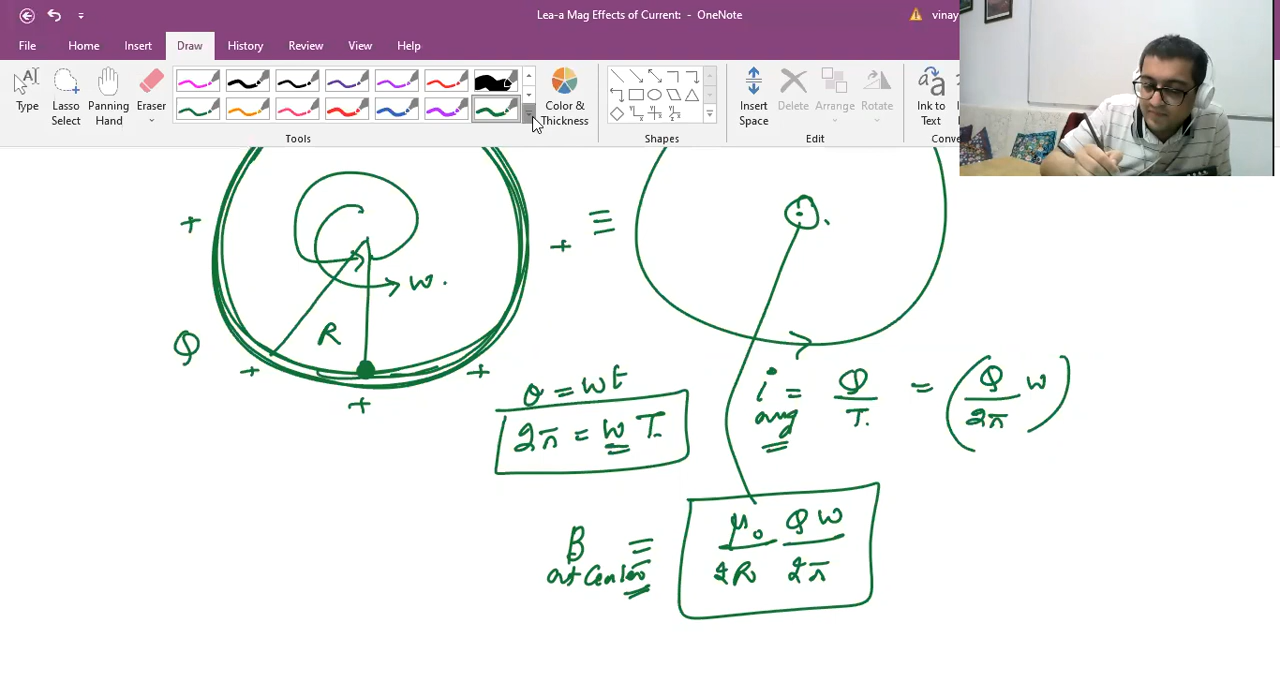 Lea-a Mag Effects of Current: - OneNote
vinay
File Home Insert Draw History Review View Help
Type
Lasso Select
Panning Hand
Eraser
Color & Thickness
Insert Space
Delete
Arrange
Rotate
Ink to Text
Tools
Shapes
Edit
+
+
≡
ω.
R
Q
+
+
+
θ = ωt
2π = ω T.
i avg = Q / T. = (Q / 2π ω)
B at Center ≡ μ₀ / 2R Qω / 2π